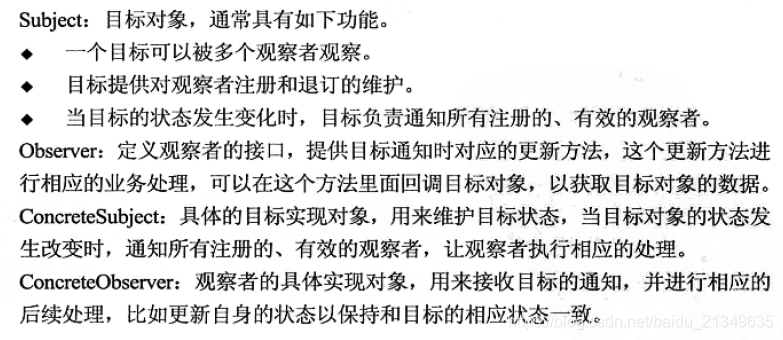 Subject：目标对象，通常具有如下功能。
◆ 一个目标可以被多个观察者观察。
◆ 目标提供对观察者注册和退订的维护。
◆ 当目标的状态发生变化时，目标负责通知所有注册的、有效的观察者。
Observer：定义观察者的接口，提供目标通知时对应的更新方法，这个更新方法进
行相应的业务处理，可以在这个方法里面回调目标对象，以获取目标对象的数据。
ConcreteSubject：具体的目标实现对象，用来维护目标状态，当目标对象的状态发
生改变时，通知所有注册的、有效的观察者，让观察者执行相应的处理。
ConcreteObserver：观察者的具体实现对象，用来接收目标的通知，并进行相应的
后续处理，比如更新自身的状态以保持和目标的相应状态一致。
https://blog.csdn.net/baidu_21349635